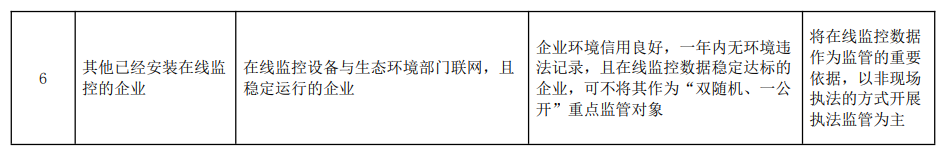 6
其他已经安装在线监
控的企业
在线监控设备与生态环境部门联网，且
稳定运行的企业
企业环境信用良好，一年内无环境违
法记录，且在线监控数据稳定达标的
企业，可不将其作为“双随机、一公
开”重点监管对象
将在线监控数据
作为监管的重要
依据，以非现场
执法的方式开展
执法监管为主